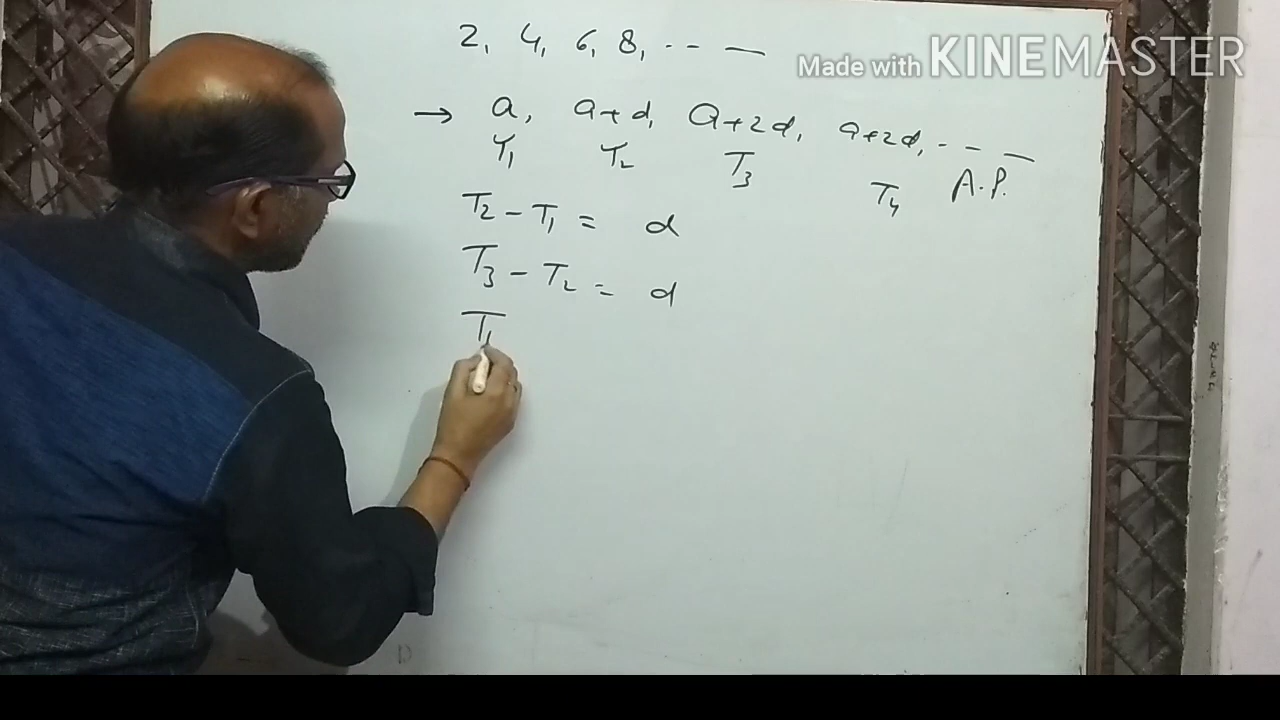 2, 4, 6, 8, -- —
Made with KINEMASTER
→ a, a+d, a+2d, a+2d, - - —
T₁ T₂ T₃ T₄ A.P.
T₂ - T₁ = d
T₃ - T₂ = d
T₁